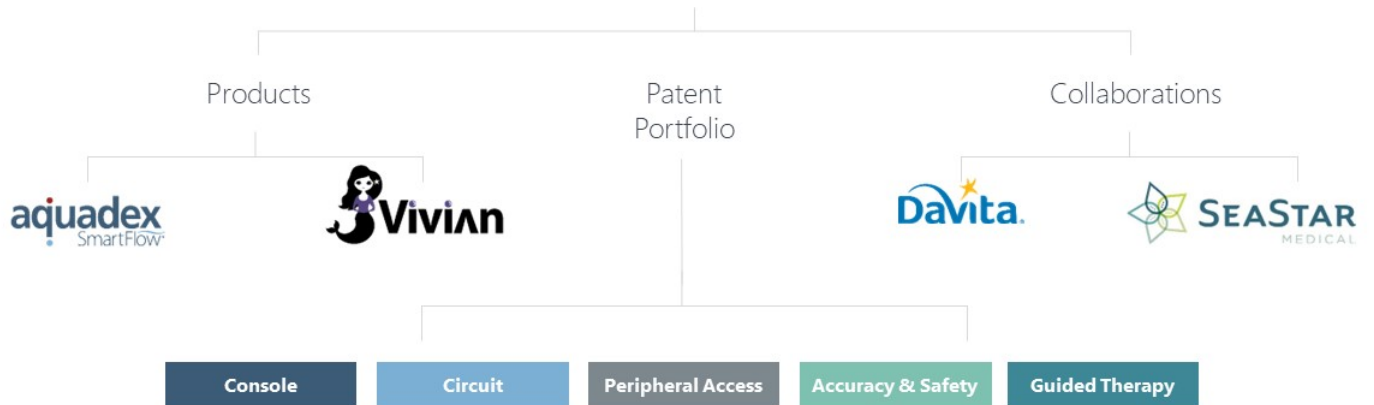 Products
Patent
Portfolio
Collaborations
aquadex
SmartFlow
Vivian
DaVita.
SEASTAR
MEDICAL
Console
Circuit
Peripheral Access
Accuracy & Safety
Guided Therapy